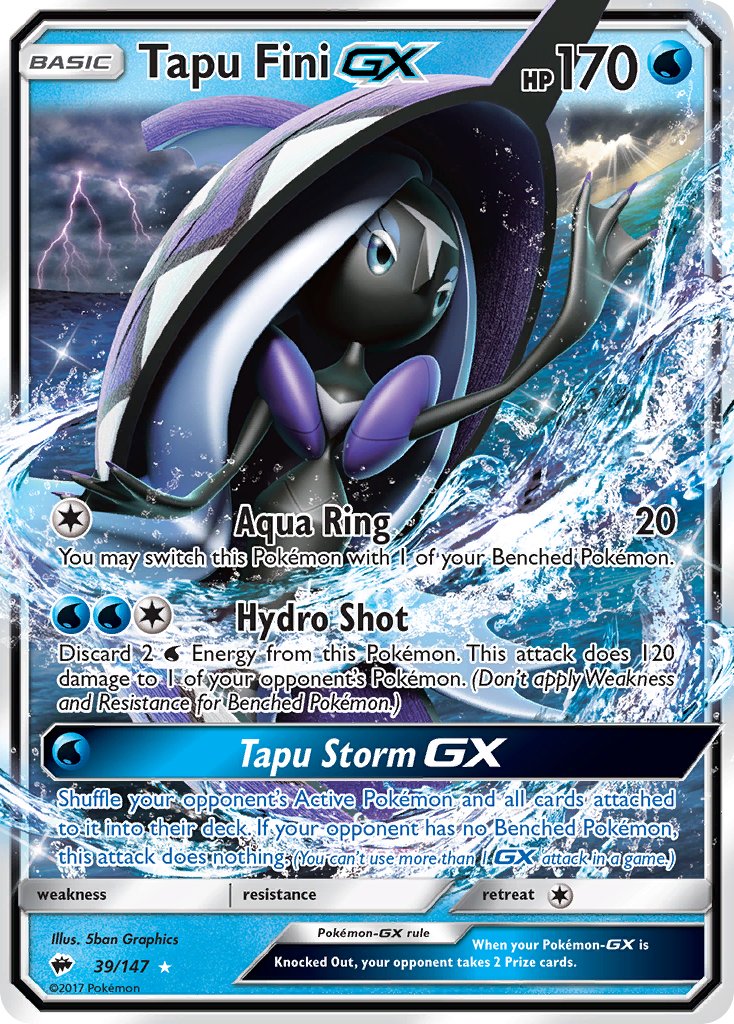 BASIC Tapu Fini GX HP 170
Aqua Ring 20
You may switch this Pokémon with 1 of your Benched Pokémon.
Hydro Shot
Discard 2 Energy from this Pokémon. This attack does 120
damage to 1 of your opponent's Pokémon. (Don't apply Weakness
and Resistance for Benched Pokémon.)
Tapu Storm GX
Shuffle your opponent's Active Pokémon and all cards attached
to it into their deck. If your opponent has no Benched Pokémon,
this attack does nothing. (You can't use more than 1 GX attack in a game.)
weakness resistance retreat
Illus. 5ban Graphics
39/147
©2017 Pokémon
Pokémon-GX rule
When your Pokémon-GX is
Knocked Out, your opponent takes 2 Prize cards.